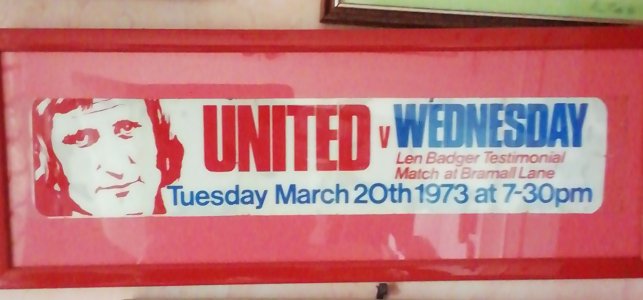 UNITED v WEDNESDAY
Len Badger Testimonial
Match at Bramall Lane
Tuesday March 20th 1973 at 7-30pm